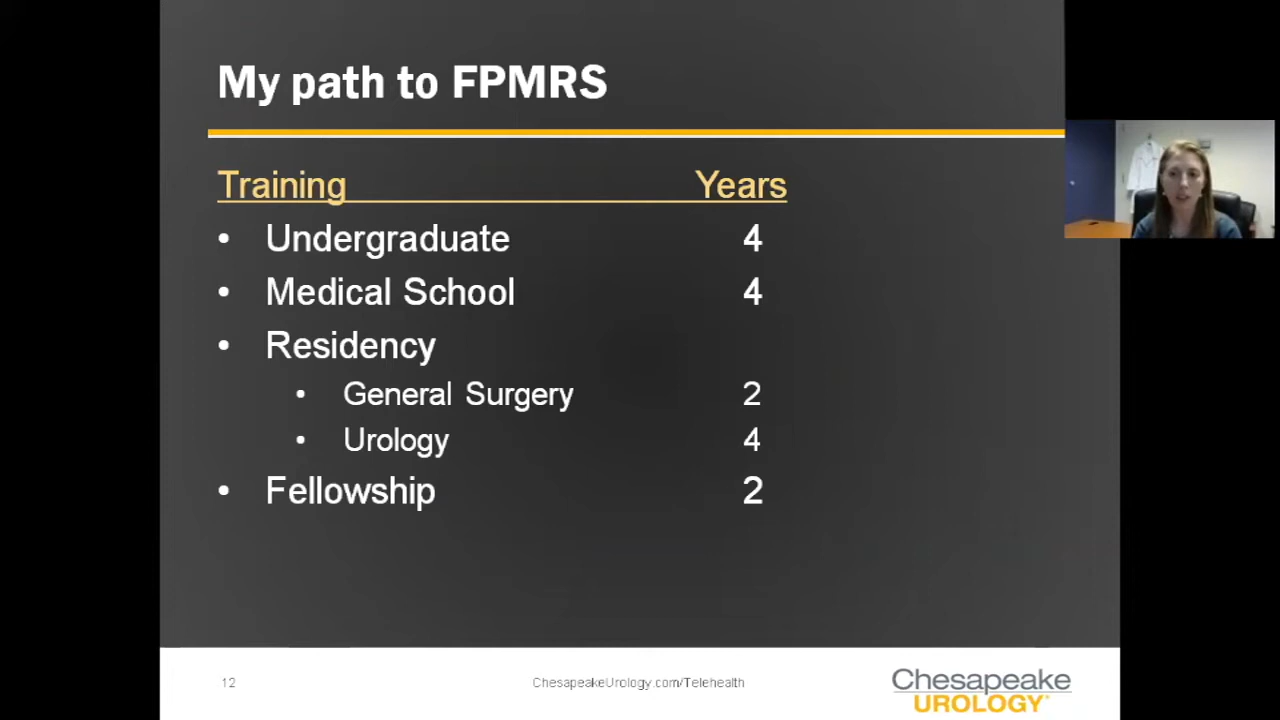 My path to FPMRS
Training Years
• Undergraduate 4
• Medical School 4
• Residency
• General Surgery 2
• Urology 4
• Fellowship 2
12 ChesapeakeUrology.com/Telehealth
Chesapeake
UROLOGY